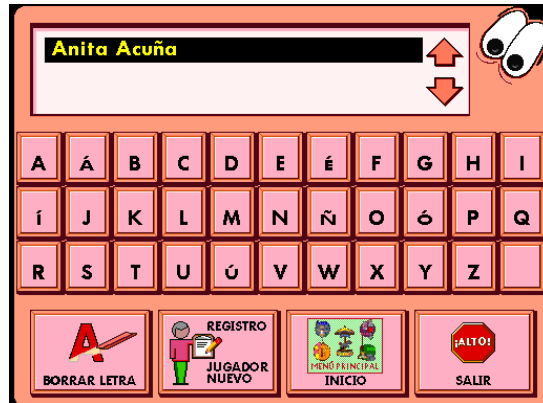 Anita Acuña
A Á B C D E É F G H I
í J K L M N Ñ O Ó P Q
R S T U Ú V W X Y Z
BORRAR LETRA
REGISTRO
JUGADOR
NUEVO
MENÚ PRINCIPAL
INICIO
¡ALTO!
SALIR